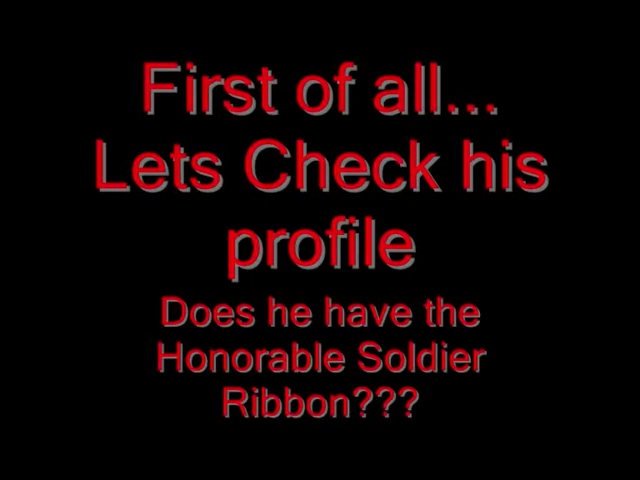 First of all...
Lets Check his
profile
Does he have the
Honorable Soldier
Ribbon???